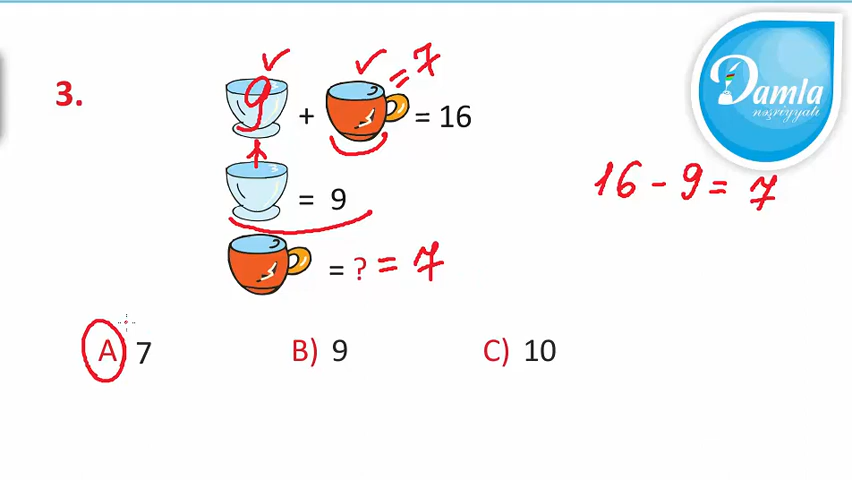 3.
9 + = 7 = 16
= 9
= ? = 7
16 - 9 = 7
A) 7 B) 9 C) 10
Damla
nəşriyyatı